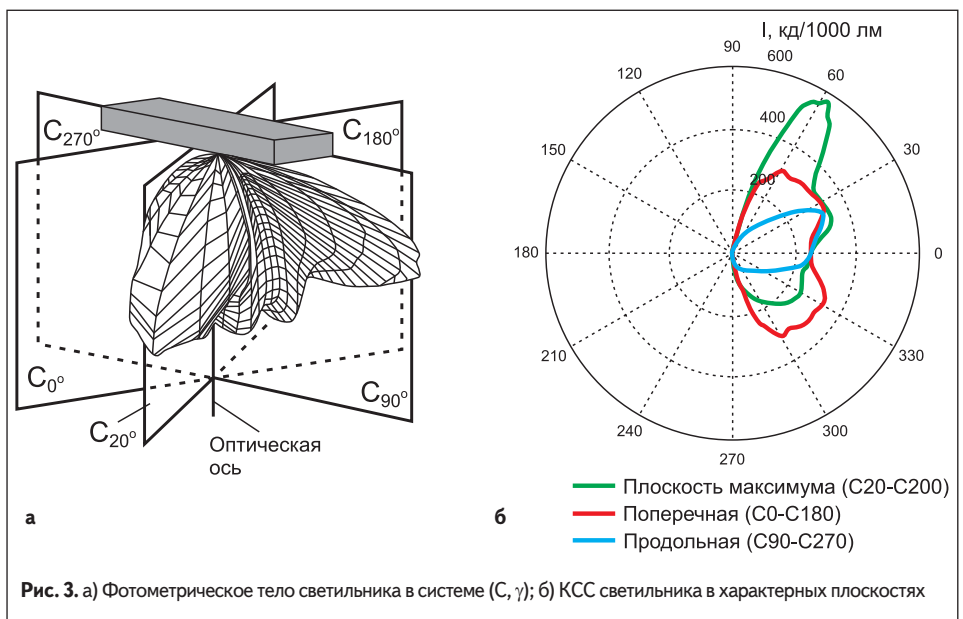 C270°
C180°
C0°
C90°
C20°
Оптическая
ось
а
I, кд/1000 лм
90
600
120
60
400
150
30
200
180
0
210
330
240
300
270
б
Плоскость максимума (C20-C200)
Поперечная (C0-C180)
Продольная (C90-C270)
Рис. 3. а) Фотометрическое тело светильника в системе (C, γ); б) КСС светильника в характерных плоскостях